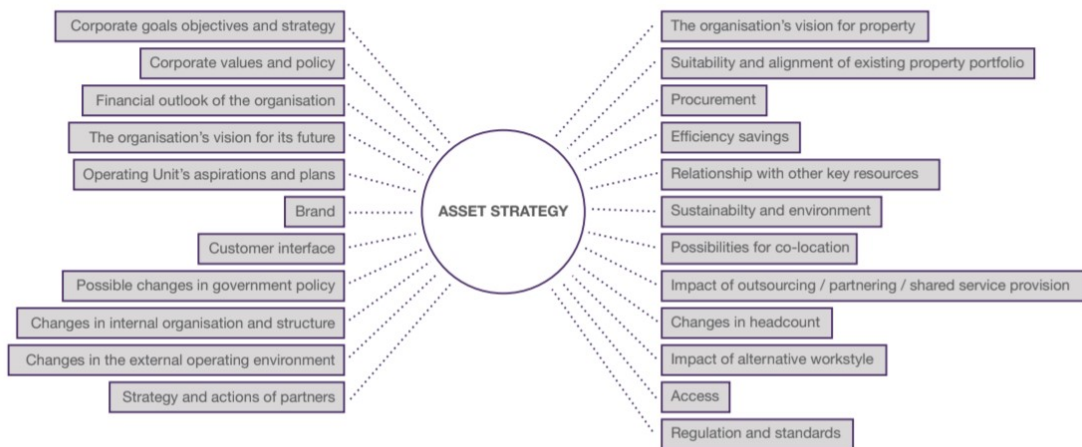 Corporate goals objectives and strategy
Corporate values and policy
Financial outlook of the organisation
The organisation's vision for its future
Operating Unit's aspirations and plans
Brand
Customer interface
Possible changes in government policy
Changes in internal organisation and structure
Changes in the external operating environment
Strategy and actions of partners
ASSET STRATEGY
The organisation's vision for property
Suitability and alignment of existing property portfolio
Procurement
Efficiency savings
Relationship with other key resources
Sustainabilty and environment
Possibilities for co-location
Impact of outsourcing / partnering / shared service provision
Changes in headcount
Impact of alternative workstyle
Access
Regulation and standards